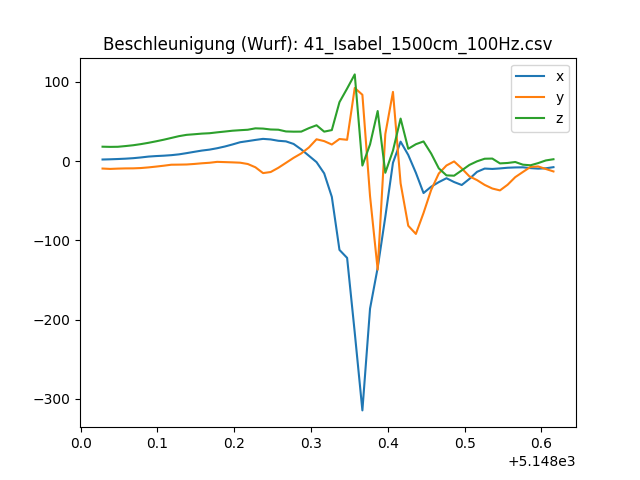 Beschleunigung (Wurf): 41_Isabel_1500cm_100Hz.csv
x
y
z
100
0
−100
−200
−300
0.0 0.1 0.2 0.3 0.4 0.5 0.6
+5.148e3